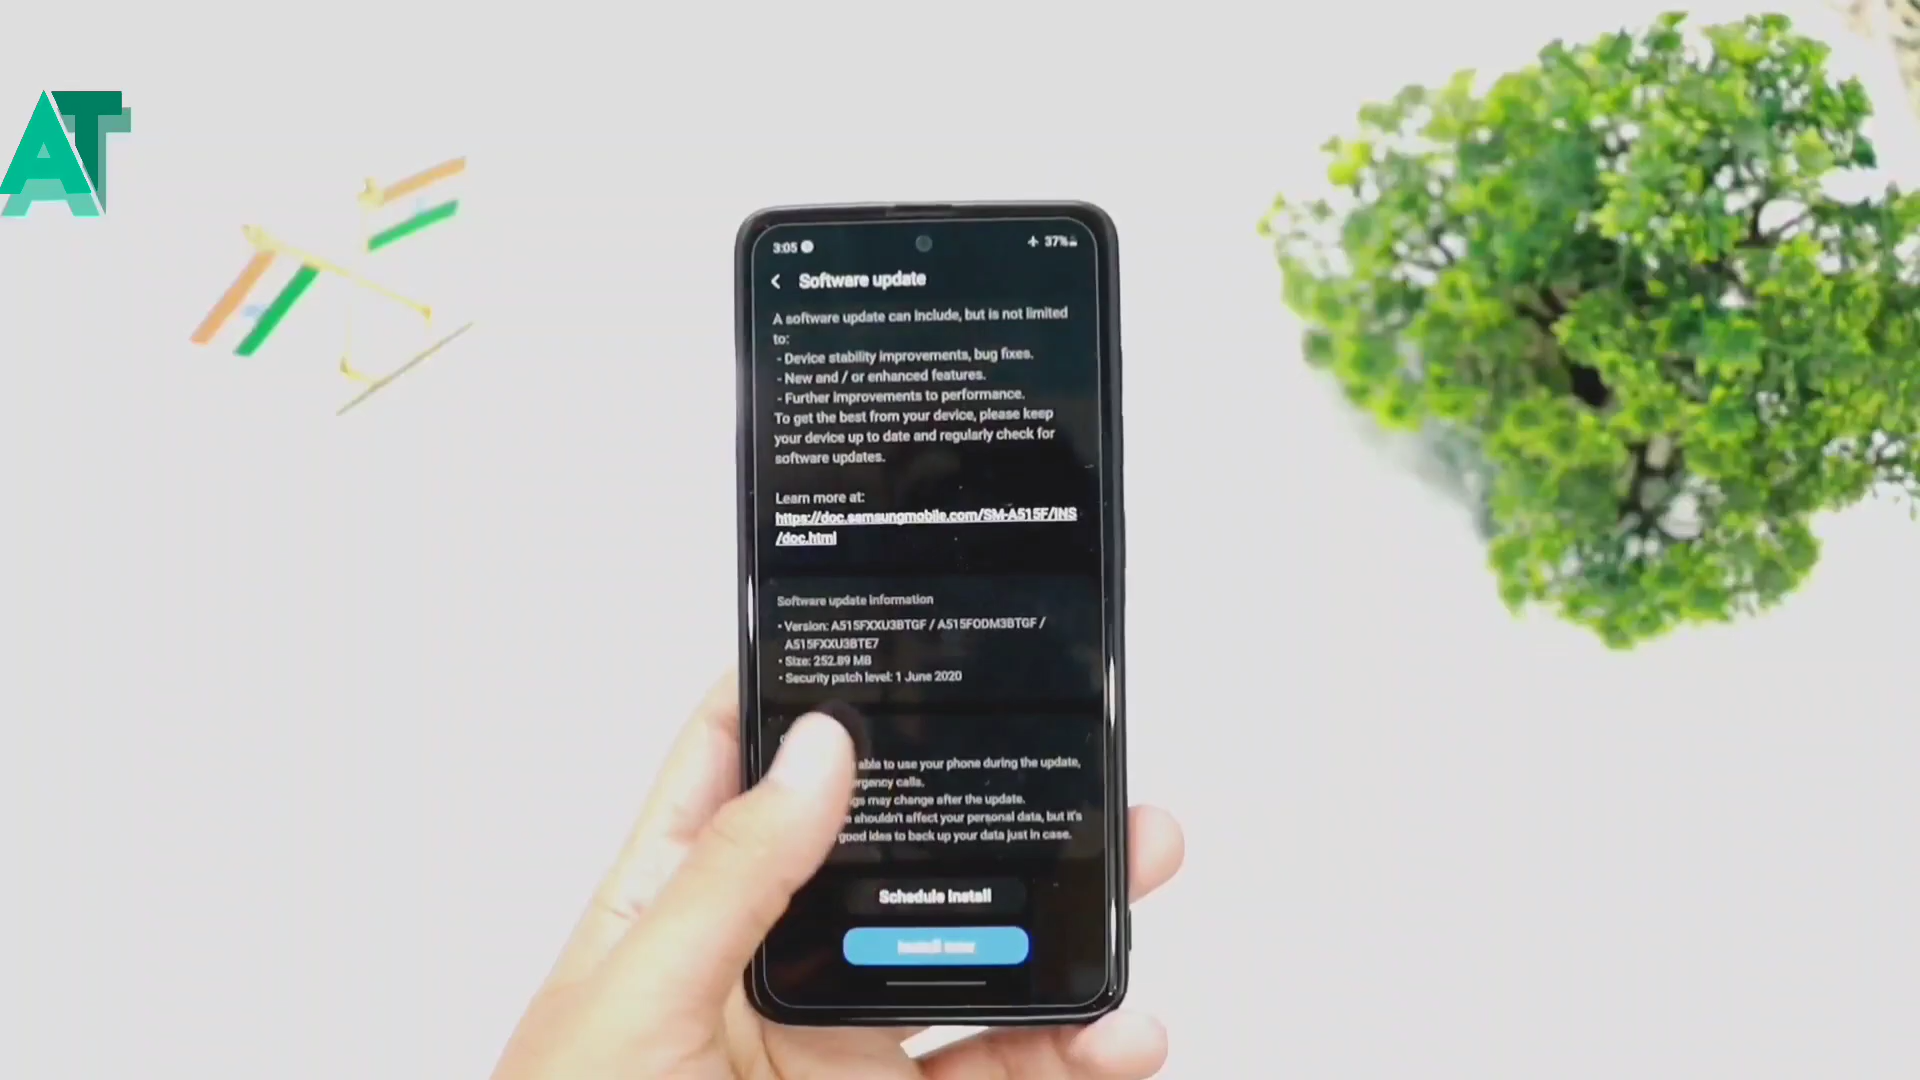 AT
3:05
37%
Software update
A software update can include, but is not limited
to:
- Device stability improvements, bug fixes.
- New and / or enhanced features.
- Further improvements to performance.
To get the best from your device, please keep
your device up to date and regularly check for
software updates.
Learn more at:
https://doc.samsungmobile.com/SM-A515F/INS
/doc.html
Software update information
• Version: A515FXXU3BTGF / A515FODM3BTGF /
A515FXXU3BTE7
• Size: 252.89 MB
• Security patch level: 1 June 2020
able to use your phone during the update,
calls.
may change after the update.
shouldn't affect your personal data, but it's
good idea to back up your data just in case.
Schedule install
Install now